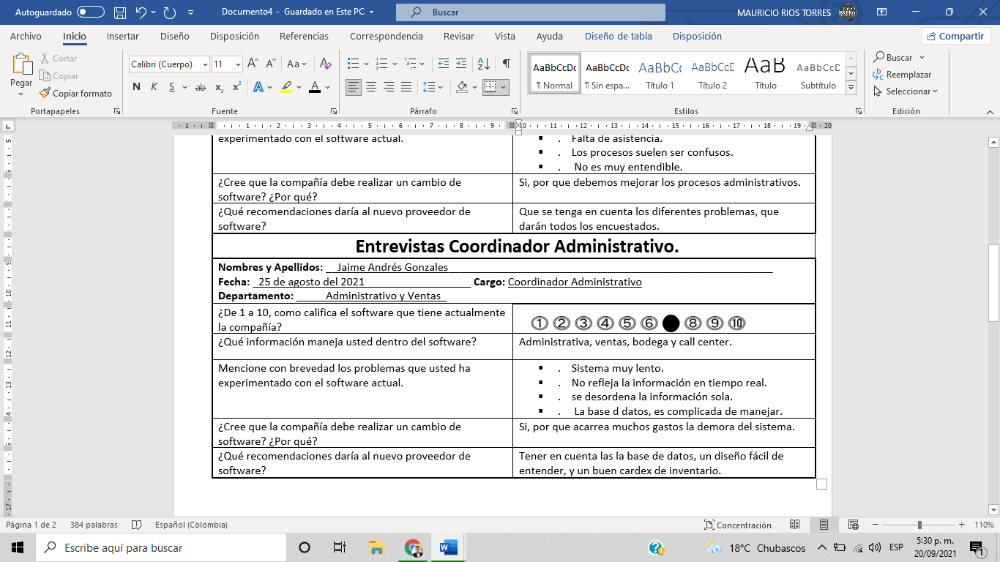 Autoguardado Documento4 - Guardado en Este PC Buscar MAURICIO RIOS TORRES
Archivo Inicio Insertar Diseño Disposición Referencias Correspondencia Revisar Vista Ayuda Diseño de tabla Disposición Compartir
Pegar
Cortar
Copiar
Copiar formato
Portapapeles
Calibri (Cuerpo) 11
N K S ab x₂ x²
Fuente
Párrafo
AaBbCcDc AaBbCcDc AaBbCc AaBbCcD AaB AaBbCcD
¶ Normal ¶ Sin espa... Título 1 Título 2 Título Subtítulo
Estilos
Buscar
Reemplazar
Seleccionar
Edición
experimentado con el software actual.
. Falta de asistencia.
. Los procesos suelen ser confusos.
. No es muy entendible.
¿Cree que la compañía debe realizar un cambio de
software? ¿Por qué?
Si, por que debemos mejorar los procesos administrativos.
¿Qué recomendaciones daría al nuevo proveedor de
software?
Que se tenga en cuenta los diferentes problemas, que
darán todos los encuestados.
Entrevistas Coordinador Administrativo.
Nombres y Apellidos: Jaime Andrés Gonzales
Fecha: 25 de agosto del 2021 Cargo: Coordinador Administrativo
Departamento: Administrativo y Ventas
¿De 1 a 10, como califica el software que tiene actualmente
la compañía?
1 2 3 4 5 6 8 9 10
¿Qué información maneja usted dentro del software?
Administrativa, ventas, bodega y call center.
Mencione con brevedad los problemas que usted ha
experimentado con el software actual.
. Sistema muy lento.
. No refleja la información en tiempo real.
. se desordena la información sola.
. La base d datos, es complicada de manejar.
¿Cree que la compañía debe realizar un cambio de
software? ¿Por qué?
Si, por que acarrea muchos gastos la demora del sistema.
¿Qué recomendaciones daría al nuevo proveedor de
software?
Tener en cuenta las la base de datos, un diseño fácil de
entender, y un buen cardex de inventario.
Página 1 de 2 384 palabras Español (Colombia) Concentración 110%
Escribe aquí para buscar 18°C Chubascos ESP 5:30 p. m.
20/09/2021